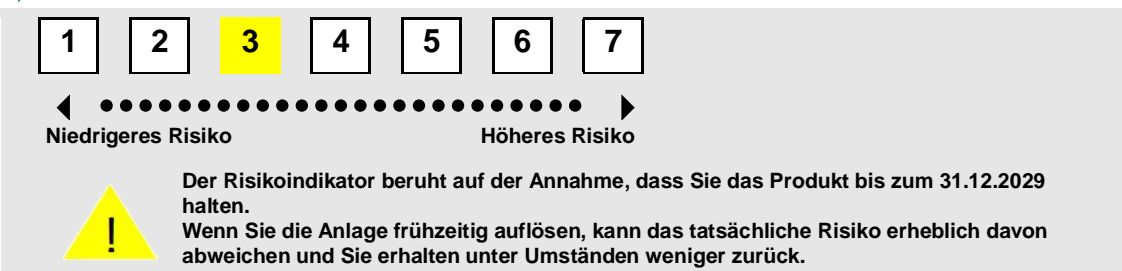 1 2 3 4 5 6 7
Niedrigeres Risiko Höheres Risiko
Der Risikoindikator beruht auf der Annahme, dass Sie das Produkt bis zum 31.12.2029
halten.
! Wenn Sie die Anlage frühzeitig auflösen, kann das tatsächliche Risiko erheblich davon
abweichen und Sie erhalten unter Umständen weniger zurück.